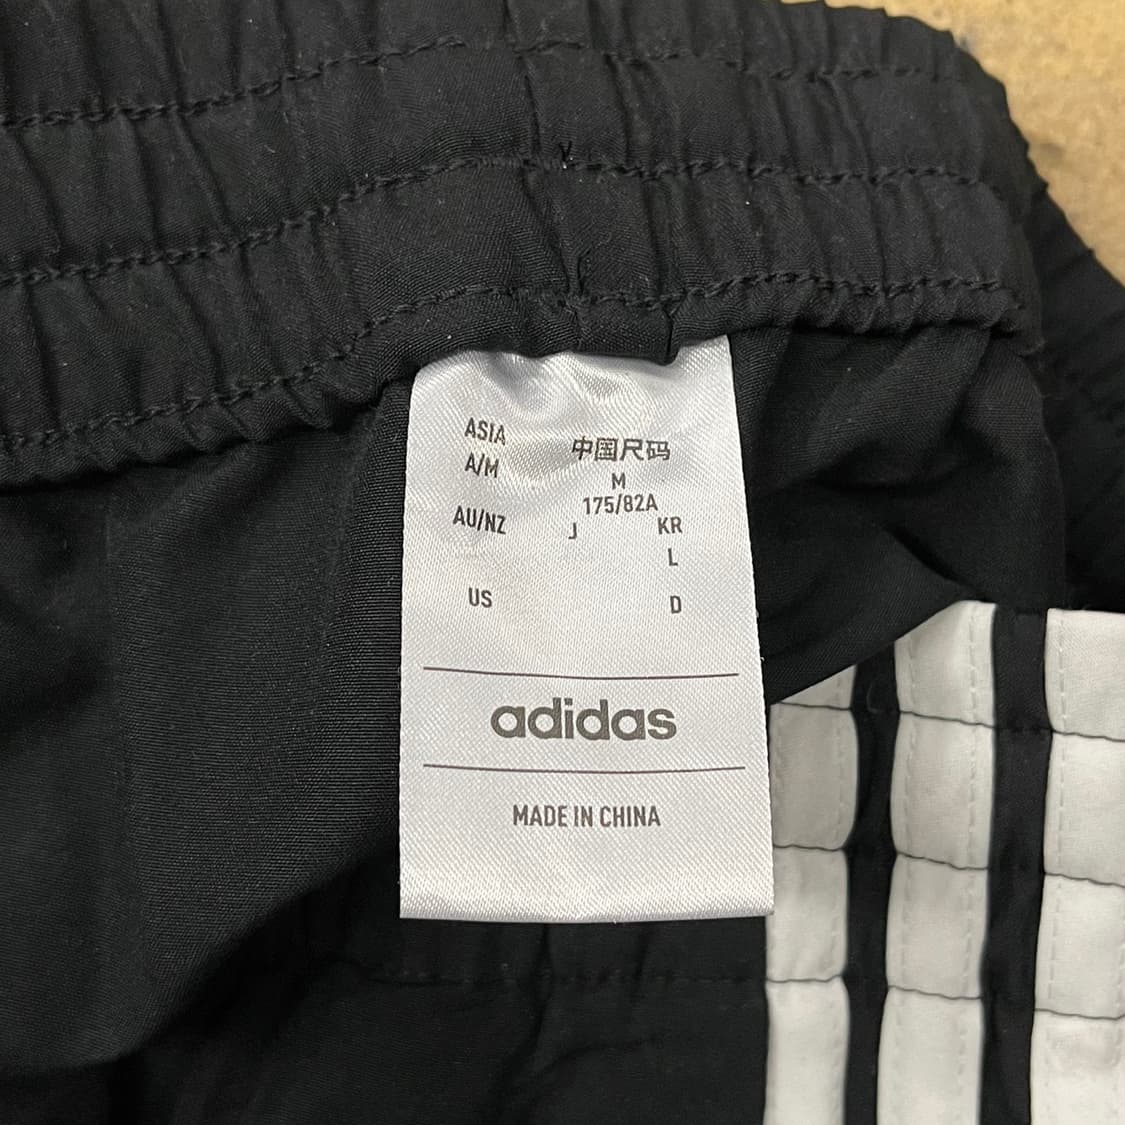 ASIA 中国尺码
A/M M
175/82A
AU/NZ J KR
L
US D
adidas
MADE IN CHINA